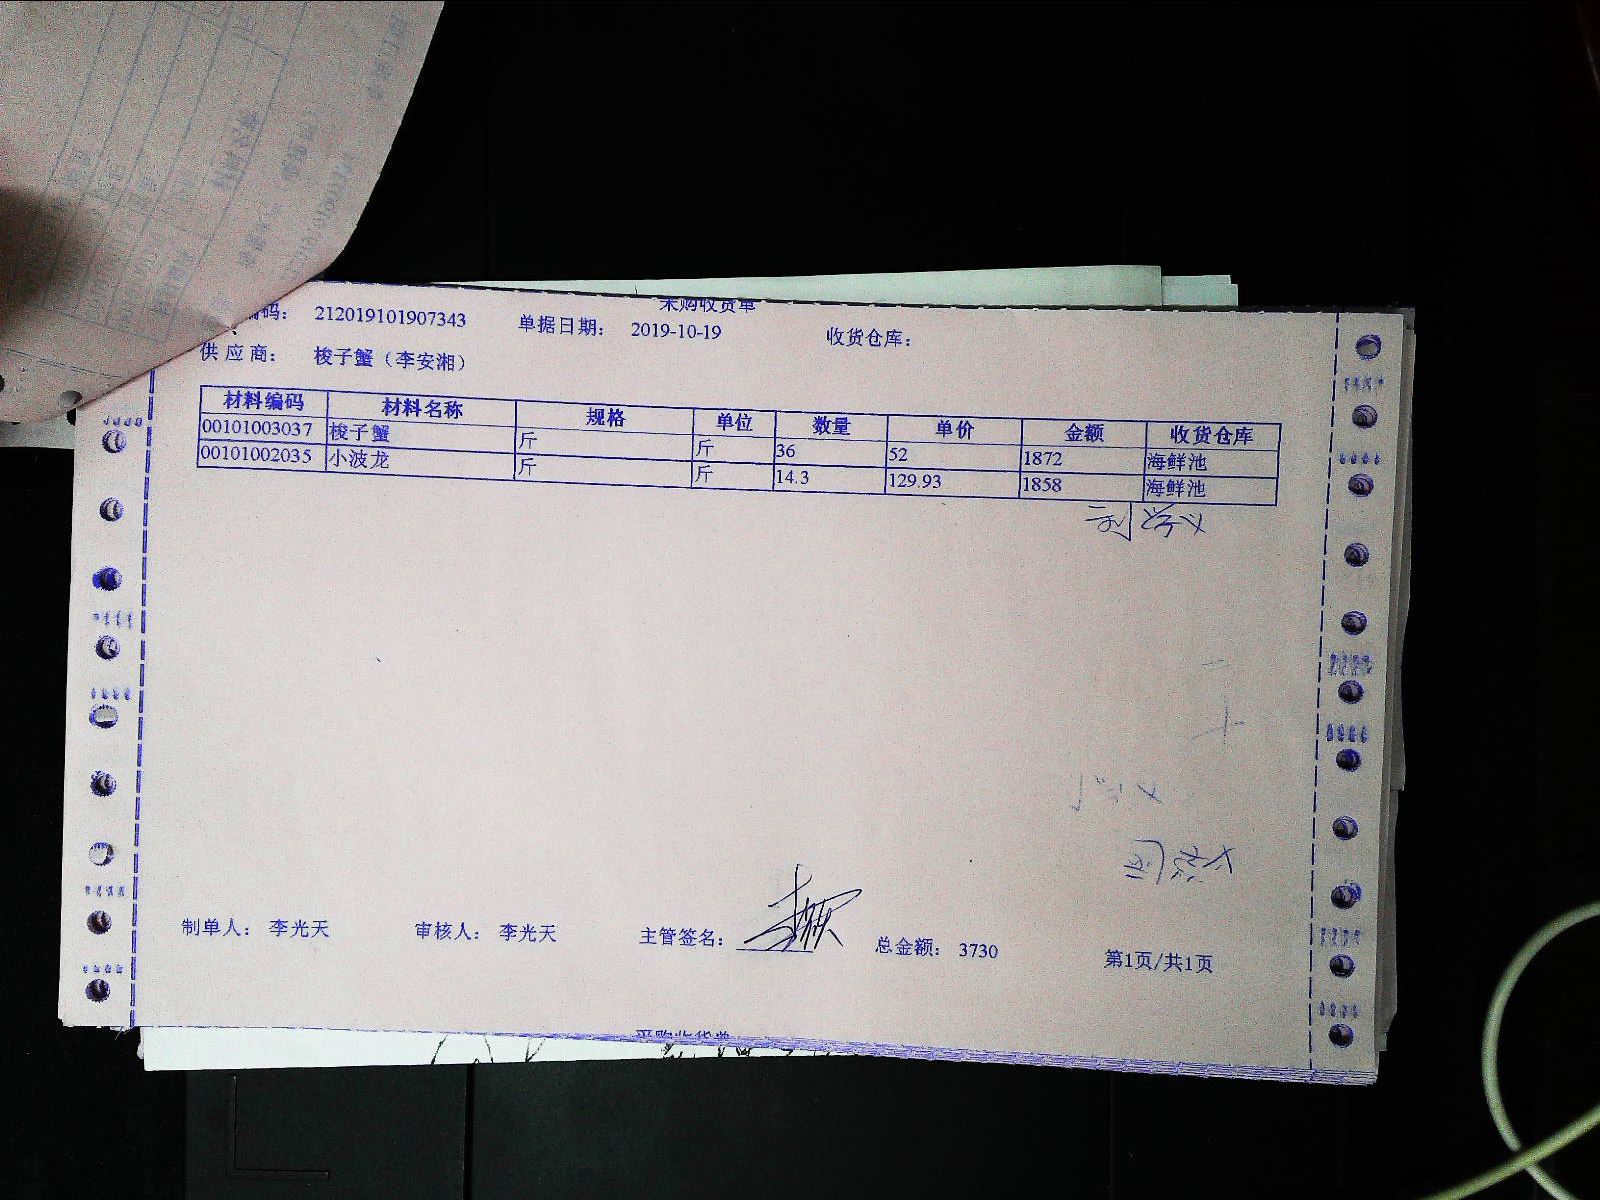 采购收货单
编码： 212019101907343 单据日期： 2019-10-19 收货仓库：
供应商： 梭子蟹（李安湘）
材料编码 材料名称 规格 单位 数量 单价 金额 收货仓库
00101003037 梭子蟹 斤 斤 36 52 1872 海鲜池
00101002035 小波龙 斤 斤 14.3 129.93 1858 海鲜池
制单人： 李光天 审核人： 李光天 主管签名： 总金额： 3730 第1页/共1页
采购收货单